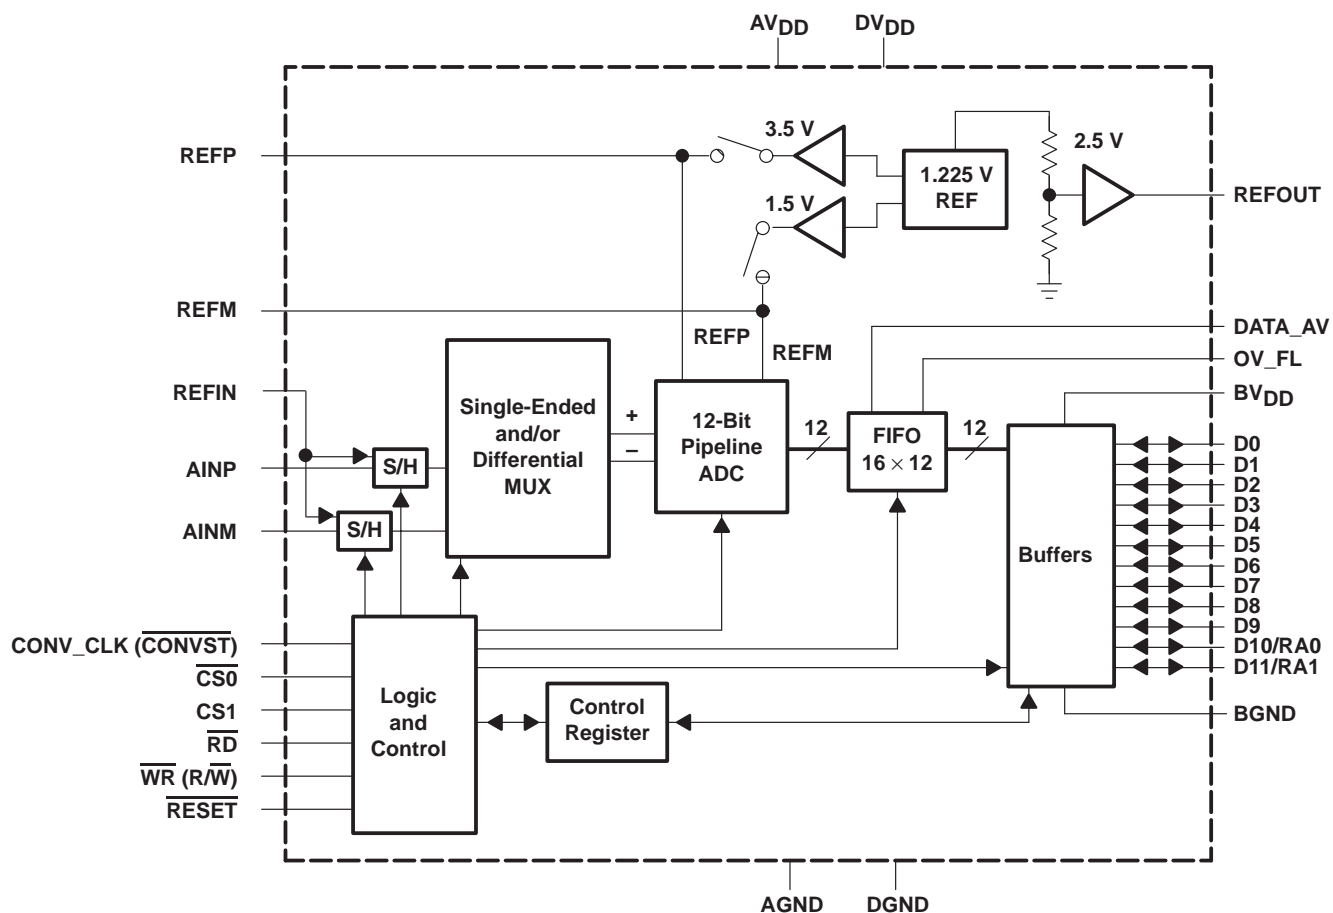 AVDD
DVDD
REFP
3.5 V
2.5 V
1.225 V
REF
1.5 V
REFOUT
REFM
REFP
REFM
DATA_AV
OV_FL
BVDD
REFIN
Single-Ended
and/or
Differential
MUX
+
–
12-Bit
Pipeline
ADC
12
FIFO
16 × 12
12
Buffers
AINP
S/H
AINM
S/H
D0
D1
D2
D3
D4
D5
D6
D7
D8
D9
D10/RA0
D11/RA1
BGND
CONV_CLK (CONVST)
CS0
CS1
RD
WR (R/W)
RESET
Logic
and
Control
Control
Register
AGND
DGND